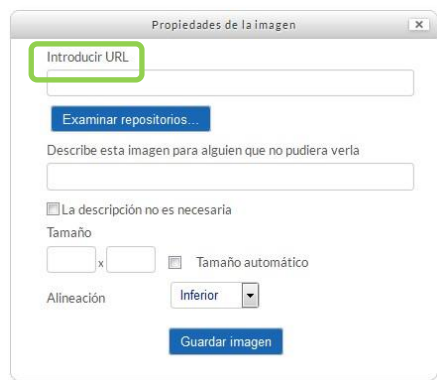 Propiedades de la imagen
Introducir URL
Examinar repositorios...
Describe esta imagen para alguien que no pudiera verla
La descripción no es necesaria
Tamaño
x
Tamaño automático
Alineación
Inferior
Guardar imagen